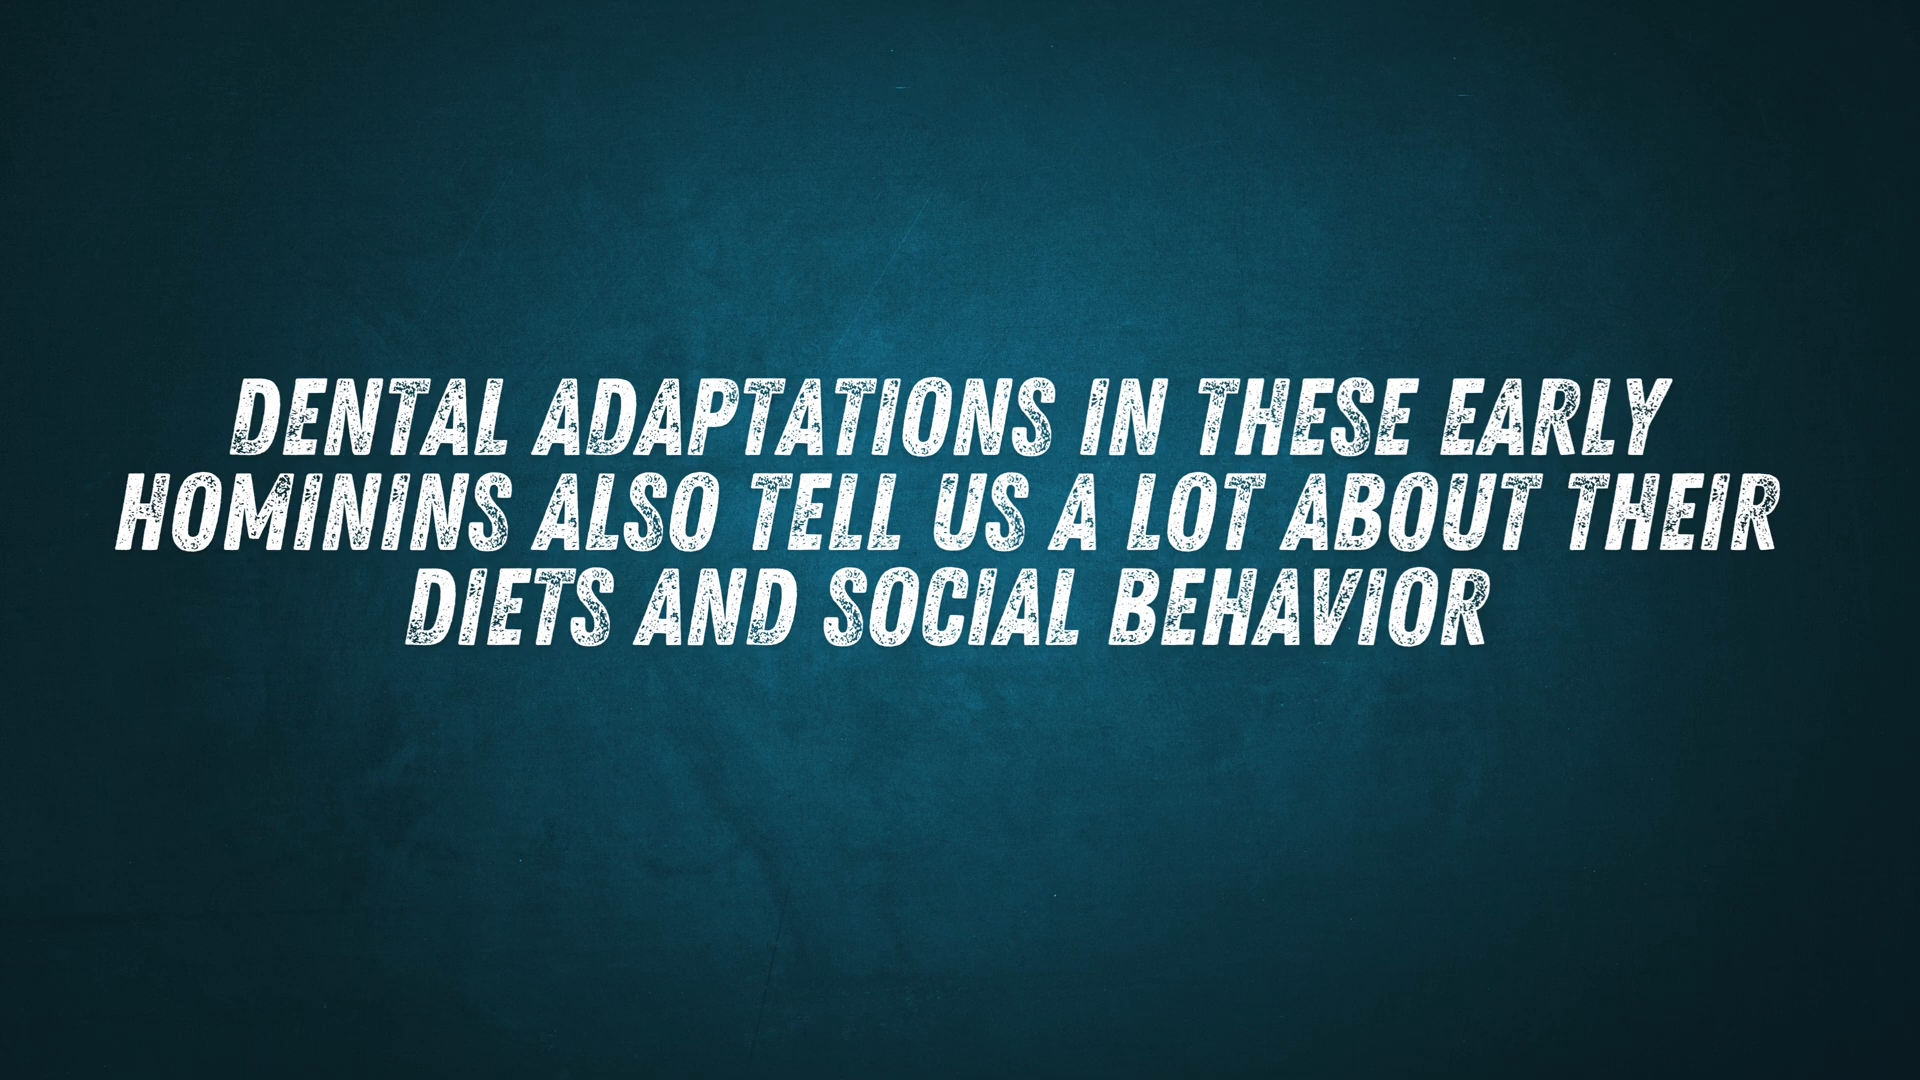 DENTAL ADAPTATIONS IN THESE EARLY
HOMININS ALSO TELL US A LOT ABOUT THEIR
DIETS AND SOCIAL BEHAVIOR